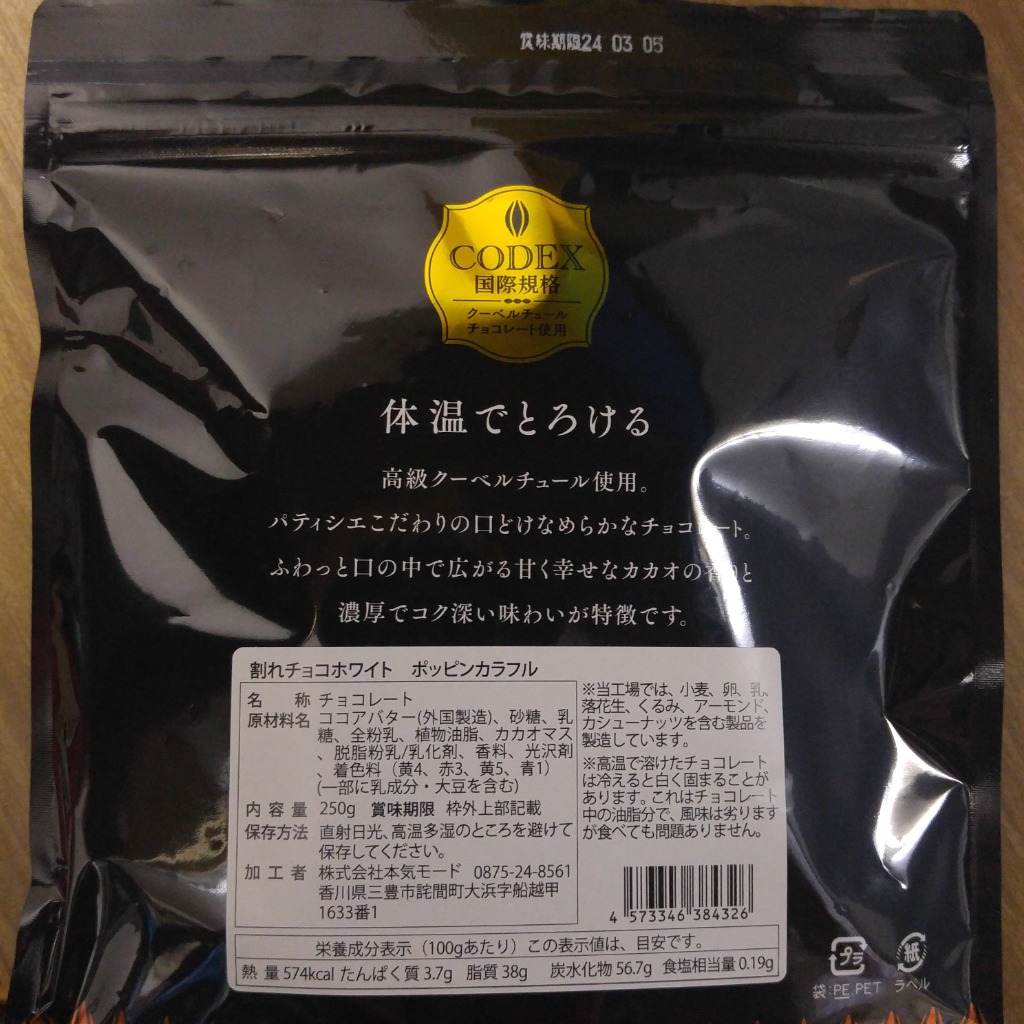 賞味期限24 03 05
CODEX
国際規格
クーベルチュール
チョコレート使用
体温でとろける
高級クーベルチュール使用。
パティシエこだわりの口どけなめらかなチョコレート。
ふわっと口の中で広がる甘く幸せなカカオの香りと
濃厚でコク深い味わいが特徴です。
割れチョコホワイト ポッピンカラフル
名称 チョコレート
原材料名 ココアバター(外国製造)、砂糖、乳
糖、全粉乳、植物油脂、カカオマス
、脱脂粉乳/乳化剤、香料、光沢剤
、着色料（黄4、赤3、黄5、青1）
(一部に乳成分・大豆を含む)
内容量 250g 賞味期限 枠外上部記載
保存方法 直射日光、高温多湿のところを避けて
保存してください。
加工者 株式会社本気モード 0875-24-8561
香川県三豊市詫間町大浜字船越甲
1633番1
※当工場では、小麦、卵、乳、
落花生、くるみ、アーモンド、
カシューナッツを含む製品を
製造しています。
※高温で溶けたチョコレート
は冷えると白く固まることが
あります。これはチョコレート
中の油脂分で、風味は劣ります
が食べても問題ありません。
4 573346 384326
栄養成分表示（100gあたり）この表示値は、目安です。
熱量 574kcal たんぱく質 3.7g 脂質 38g 炭水化物 56.7g 食塩相当量 0.19g
プラ
紙
袋:PE,PET ラベル